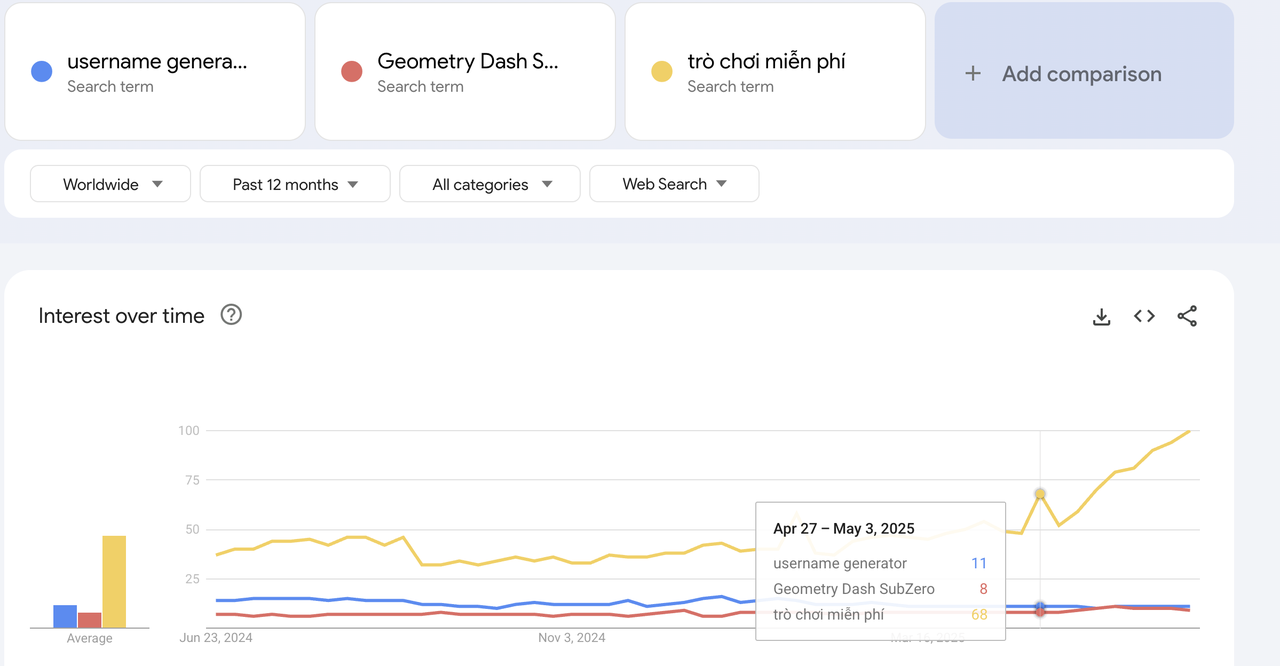 username genera...
Search term
Geometry Dash S...
Search term
trò chơi miễn phí
Search term
+ Add comparison
Worldwide
Past 12 months
All categories
Web Search
Interest over time
100
75
50
25
Apr 27 – May 3, 2025
username generator 11
Geometry Dash SubZero 8
trò chơi miễn phí 68
Average
Jun 23, 2024
Nov 3, 2024
Mar 16, 2025